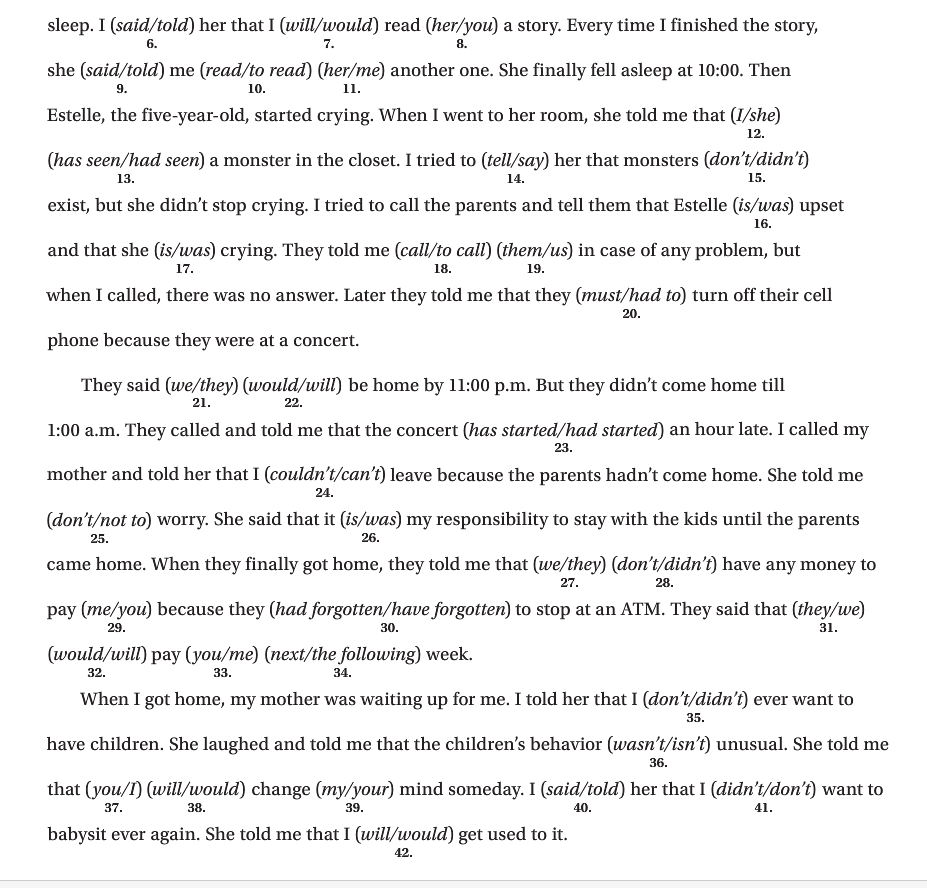 sleep. I (said/told) her that I (will/would) read (her/you) a story. Every time I finished the story,
6. 7. 8.
she (said/told) me (read/to read) (her/me) another one. She finally fell asleep at 10:00. Then
9. 10. 11.
Estelle, the five-year-old, started crying. When I went to her room, she told me that (I/she)
12.
(has seen/had seen) a monster in the closet. I tried to (tell/say) her that monsters (don't/didn't)
13. 14. 15.
exist, but she didn't stop crying. I tried to call the parents and tell them that Estelle (is/was) upset
16.
and that she (is/was) crying. They told me (call/to call) (them/us) in case of any problem, but
17. 18. 19.
when I called, there was no answer. Later they told me that they (must/had to) turn off their cell
20.
phone because they were at a concert.
They said (we/they) (would/will) be home by 11:00 p.m. But they didn't come home till
21. 22.
1:00 a.m. They called and told me that the concert (has started/had started) an hour late. I called my
23.
mother and told her that I (couldn't/can't) leave because the parents hadn't come home. She told me
24.
(don't/not to) worry. She said that it (is/was) my responsibility to stay with the kids until the parents
25. 26.
came home. When they finally got home, they told me that (we/they) (don't/didn't) have any money to
27. 28.
pay (me/you) because they (had forgotten/have forgotten) to stop at an ATM. They said that (they/we)
29. 30. 31.
(would/will) pay (you/me) (next/the following) week.
32. 33. 34.
When I got home, my mother was waiting up for me. I told her that I (don't/didn't) ever want to
35.
have children. She laughed and told me that the children's behavior (wasn't/isn't) unusual. She told me
36.
that (you/I) (will/would) change (my/your) mind someday. I (said/told) her that I (didn't/don't) want to
37. 38. 39. 40. 41.
babysit ever again. She told me that I (will/would) get used to it.
42.